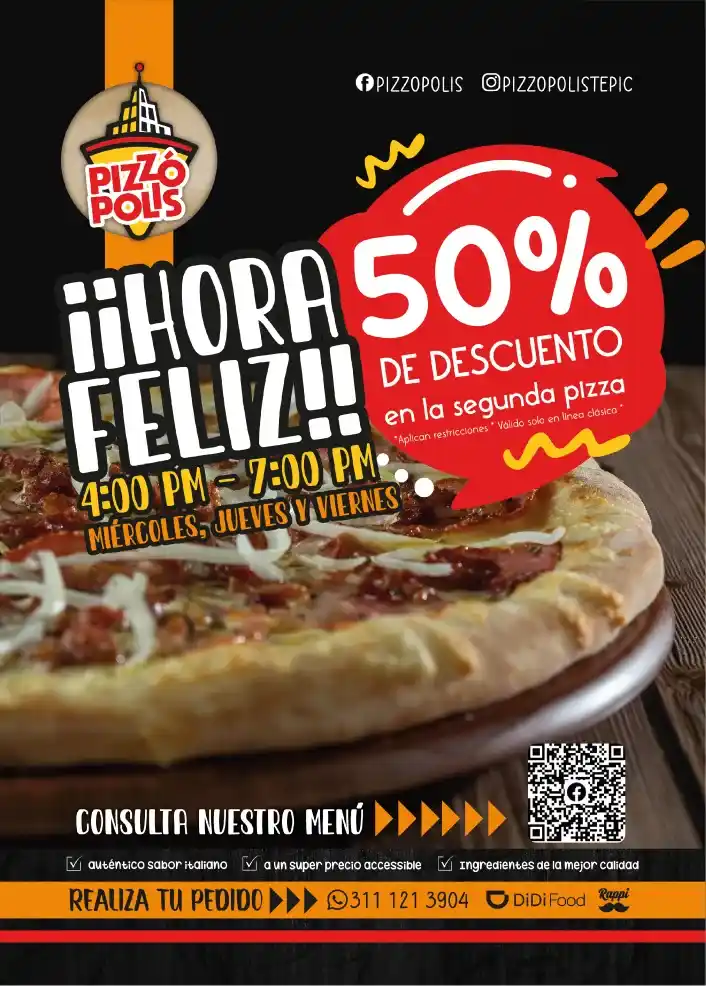 PIZZOPOLIS PIZZOPOLISTEPIC
PIZZÓ
POLIS
50%
DE DESCUENTO
en la segunda pizza
*Aplican restricciones * Válido solo en línea clásica *
¡¡HORA
FELIZ!!
4:00 PM - 7:00 PM
MIÉRCOLES, JUEVES Y VIERNES
CONSULTA NUESTRO MENÚ
auténtico sabor italiano a un super precio accessible Ingredientes de la mejor calidad
REALIZA TU PEDIDO 311 121 3904 DiDi Food Rappi